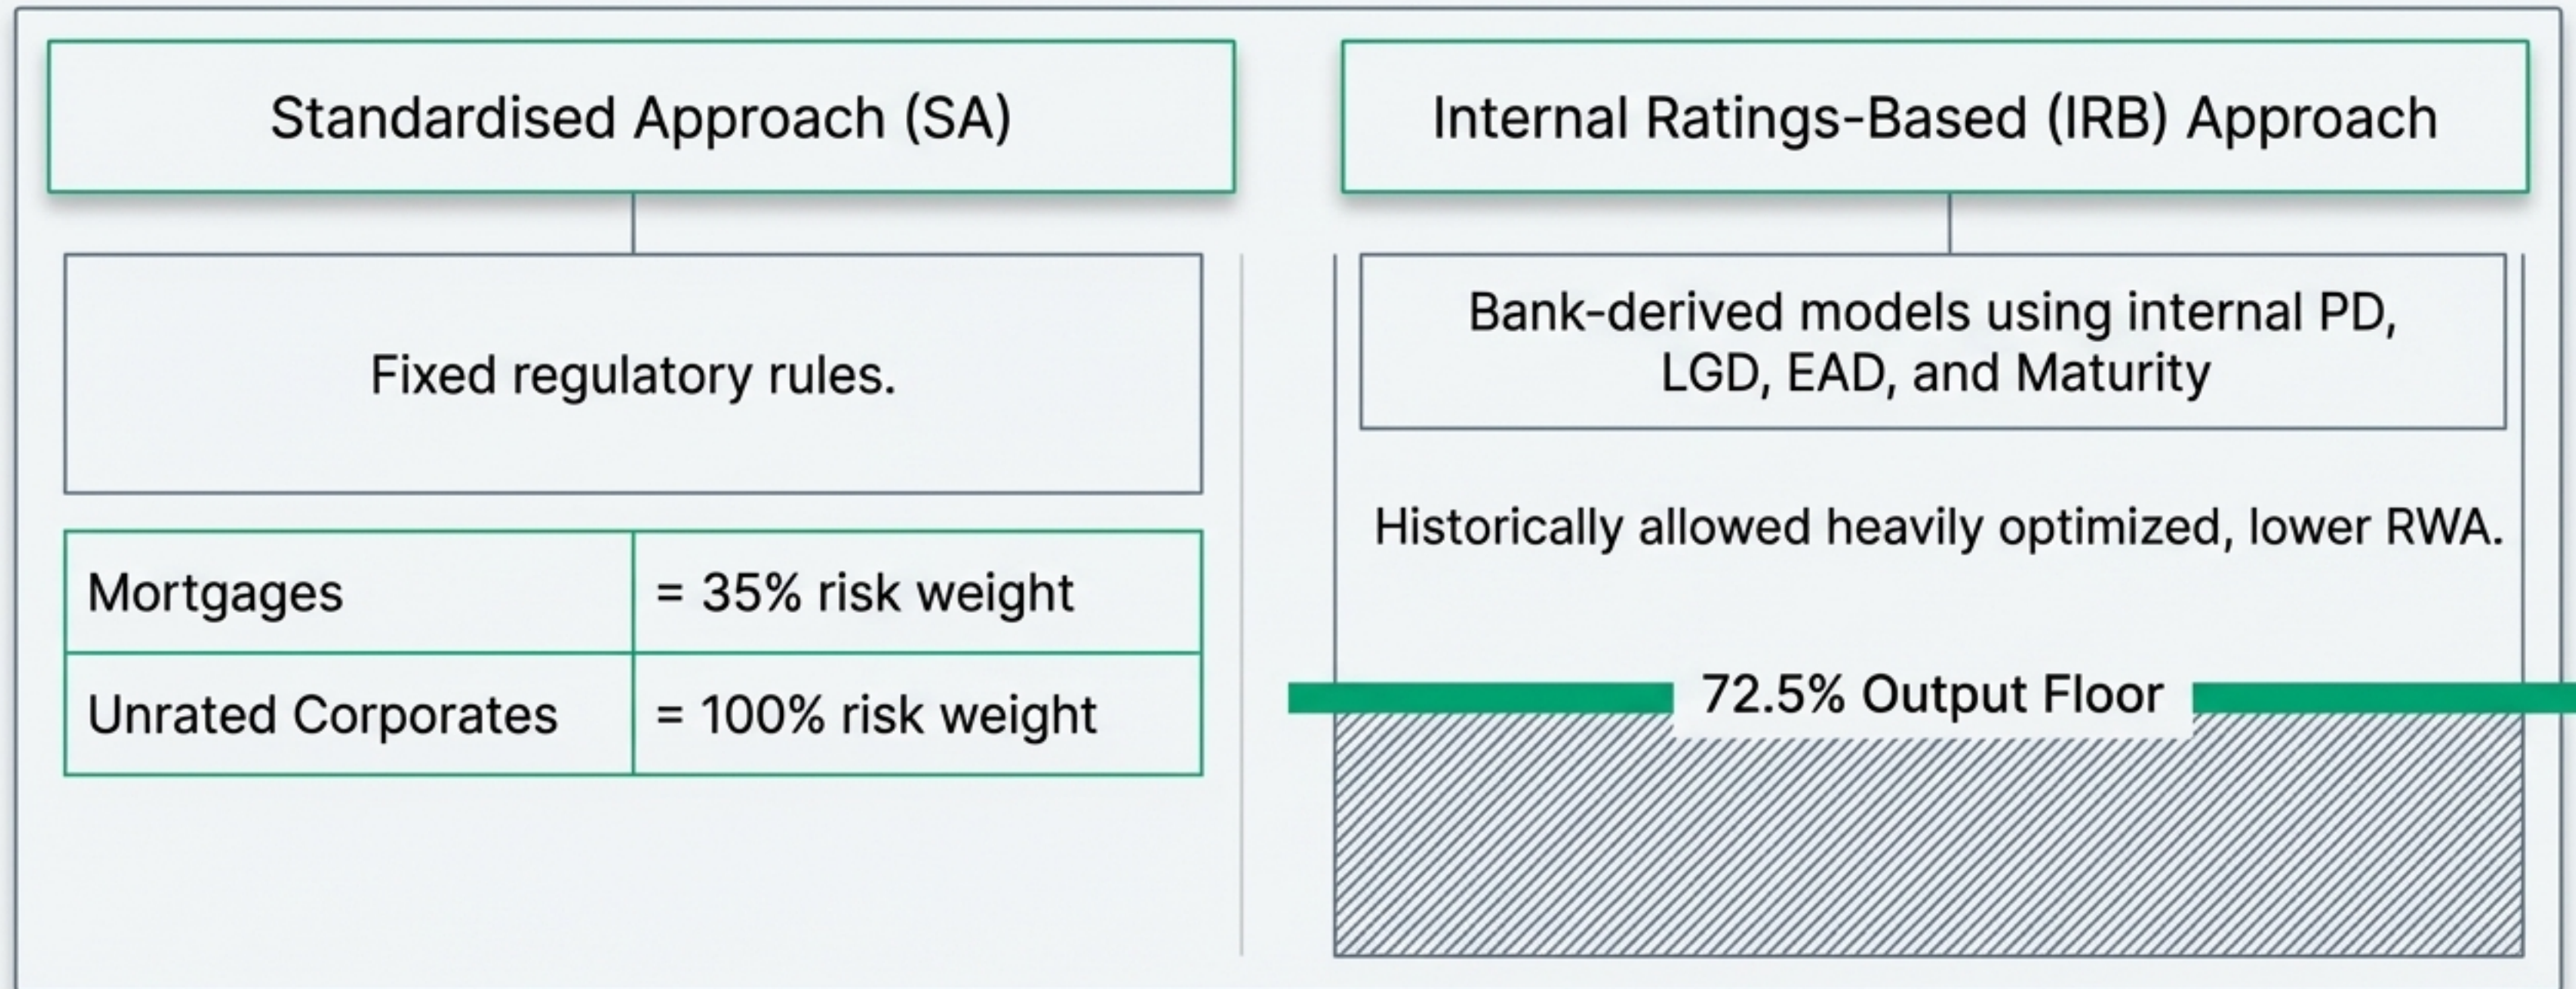 Standardised Approach (SA)
Fixed regulatory rules.
Mortgages = 35% risk weight
Unrated Corporates = 100% risk weight
Internal Ratings-Based (IRB) Approach
Bank-derived models using internal PD,
LGD, EAD, and Maturity
Historically allowed heavily optimized, lower RWA.
72.5% Output Floor